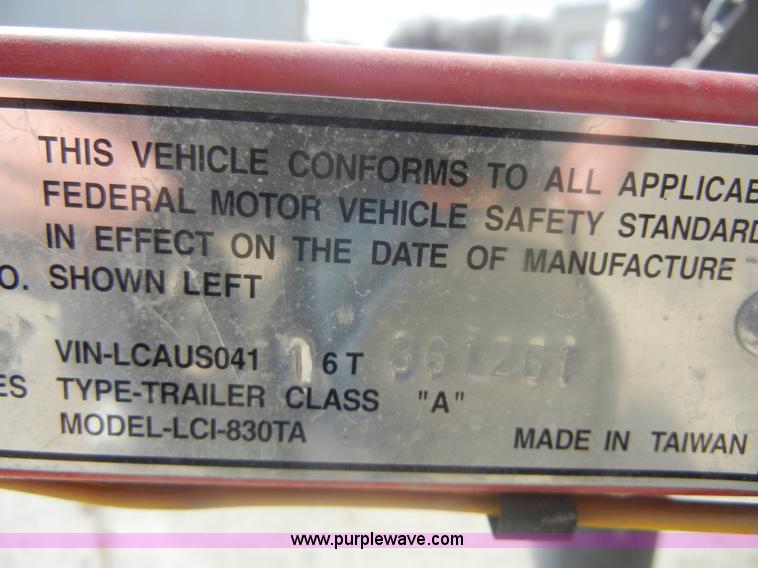 THIS VEHICLE CONFORMS TO ALL APPLICAB
FEDERAL MOTOR VEHICLE SAFETY STANDARD
IN EFFECT ON THE DATE OF MANUFACTURE
O. SHOWN LEFT
VIN-LCAUS041 1 6T 361261
ES TYPE-TRAILER CLASS "A"
MODEL-LCI-830TA MADE IN TAIWAN
www.purplewave.com